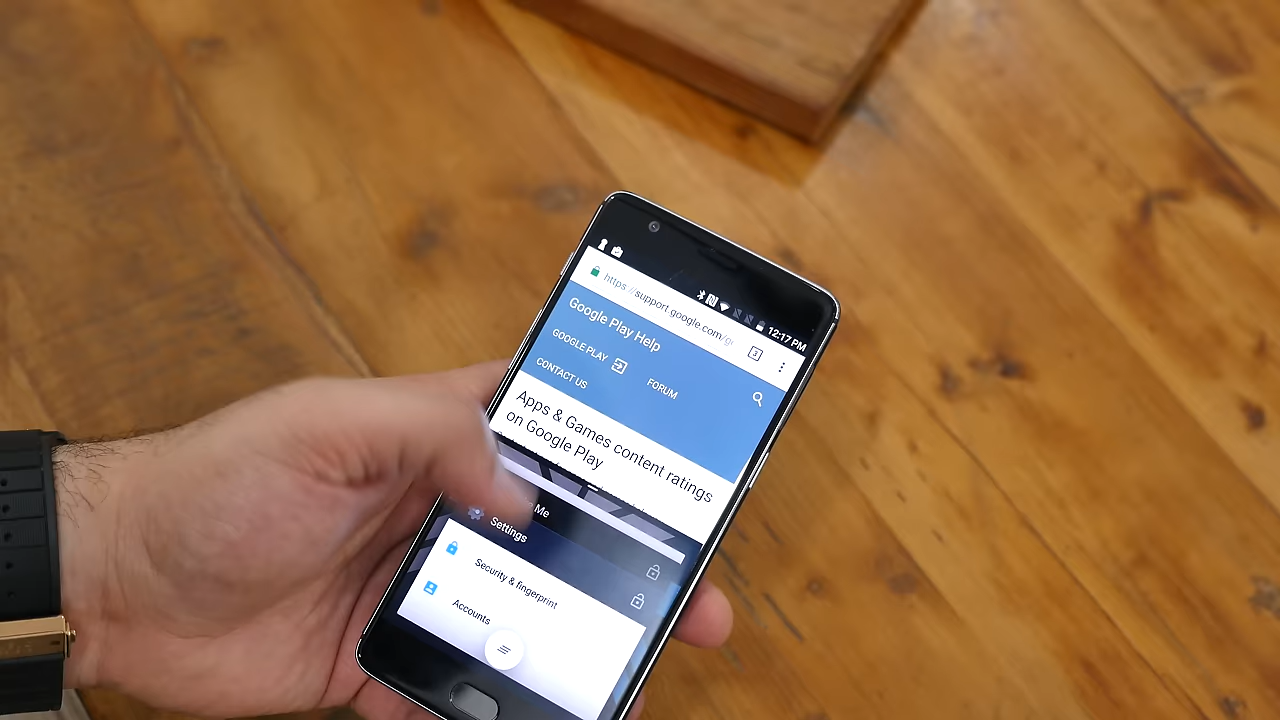 12:17 PM
https://support.google.com/g
3
Google Play Help
GOOGLE PLAY
FORUM
CONTACT US
Apps & Games content ratings
on Google Play
Me
Settings
Security & fingerprint
Accounts